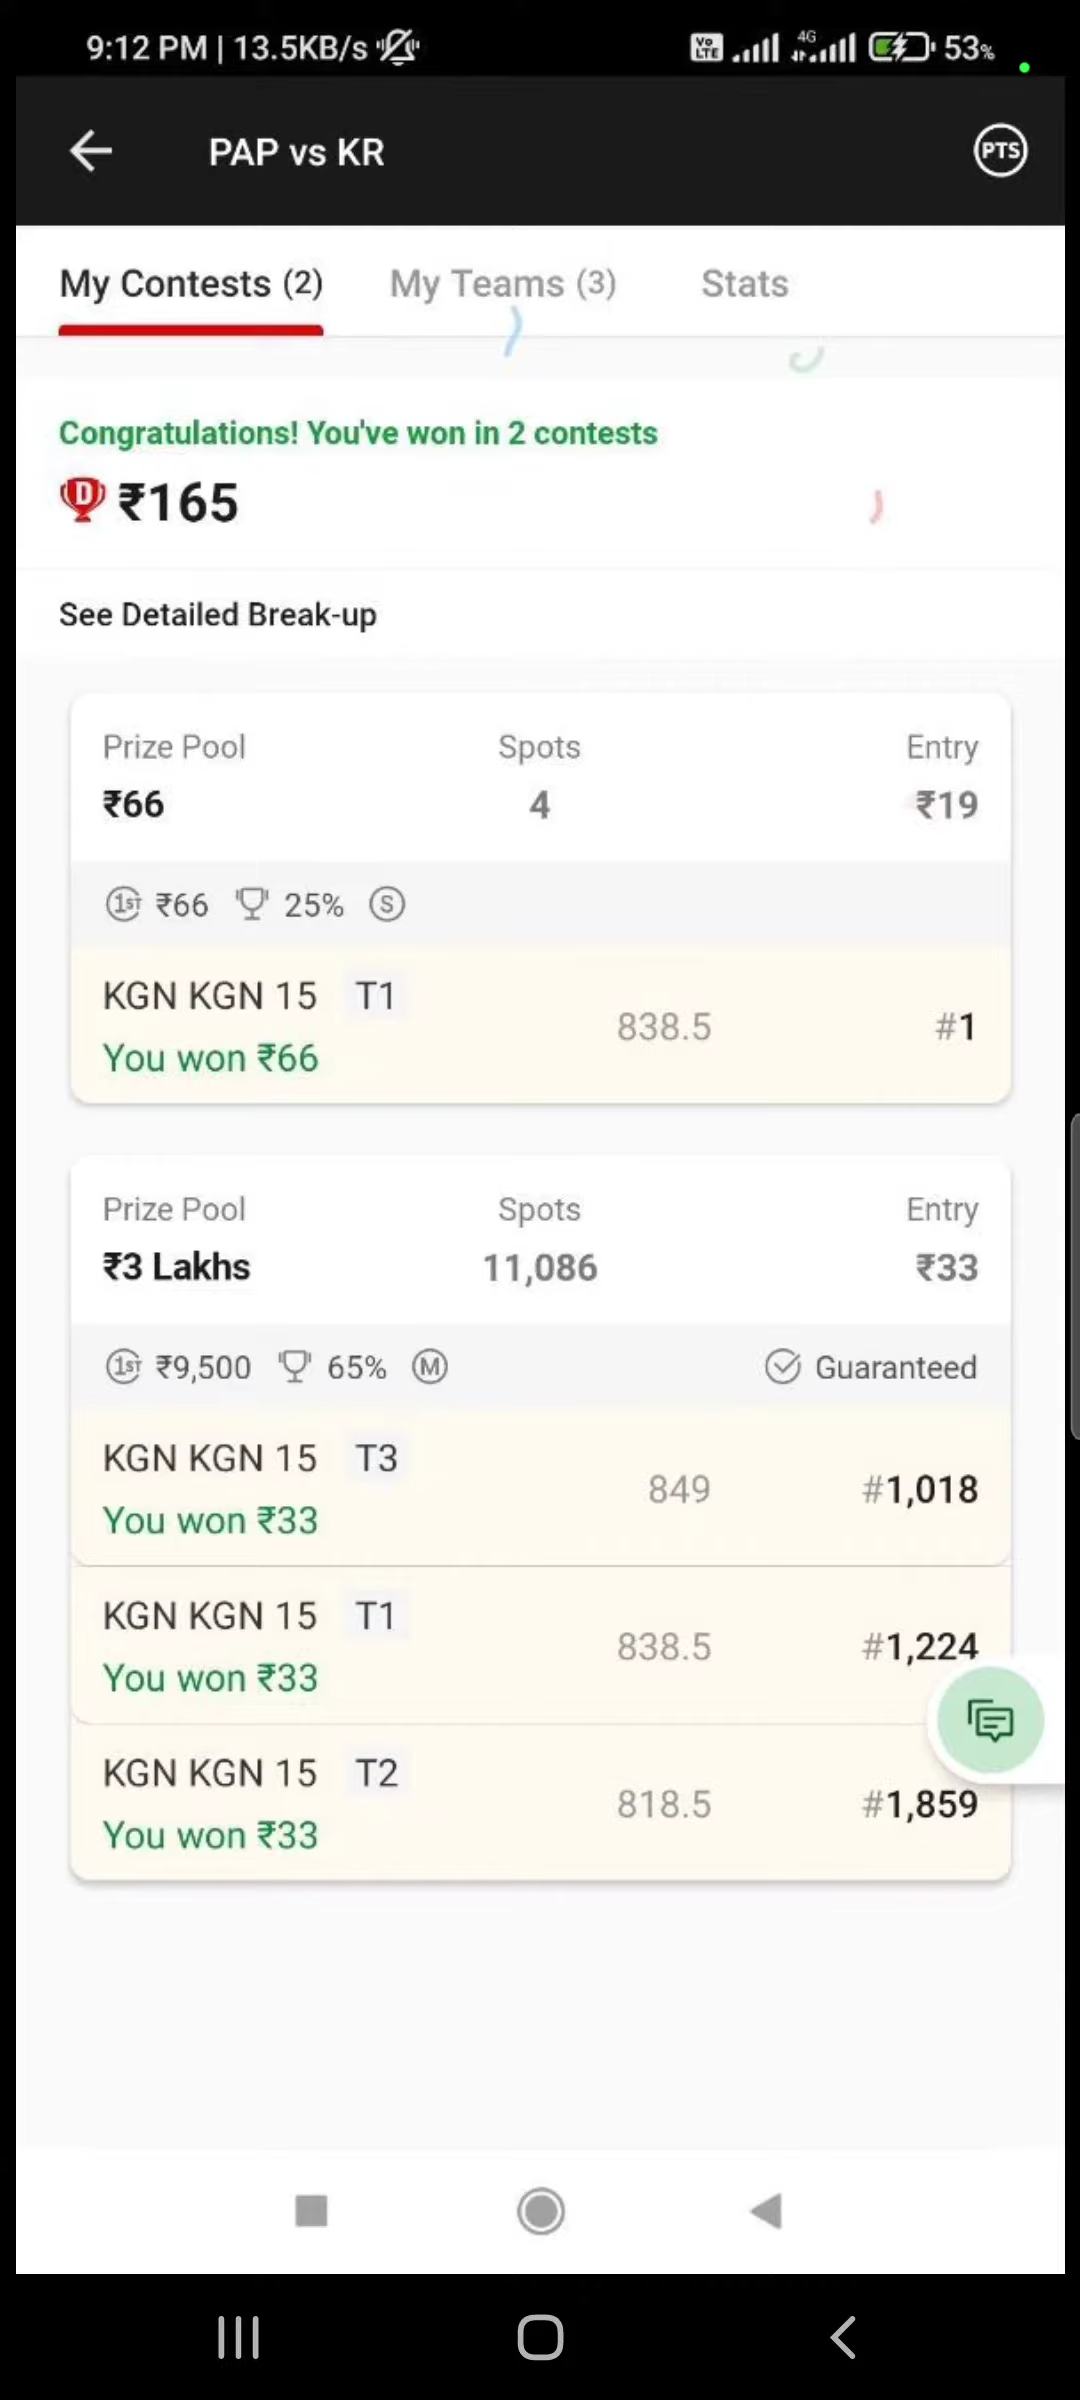 9:12 PM | 13.5KB/s Vo LTE 4G 53%
PAP vs KR PTS
My Contests (2) My Teams (3) Stats
Congratulations! You've won in 2 contests
D ₹165
See Detailed Break-up
Prize Pool Spots Entry
₹66 4 ₹19
1ST ₹66 25% S
KGN KGN 15 T1
838.5 #1
You won ₹66
Prize Pool Spots Entry
₹3 Lakhs 11,086 ₹33
1ST ₹9,500 65% M Guaranteed
KGN KGN 15 T3
849 #1,018
You won ₹33
KGN KGN 15 T1
838.5 #1,224
You won ₹33
KGN KGN 15 T2
818.5 #1,859
You won ₹33